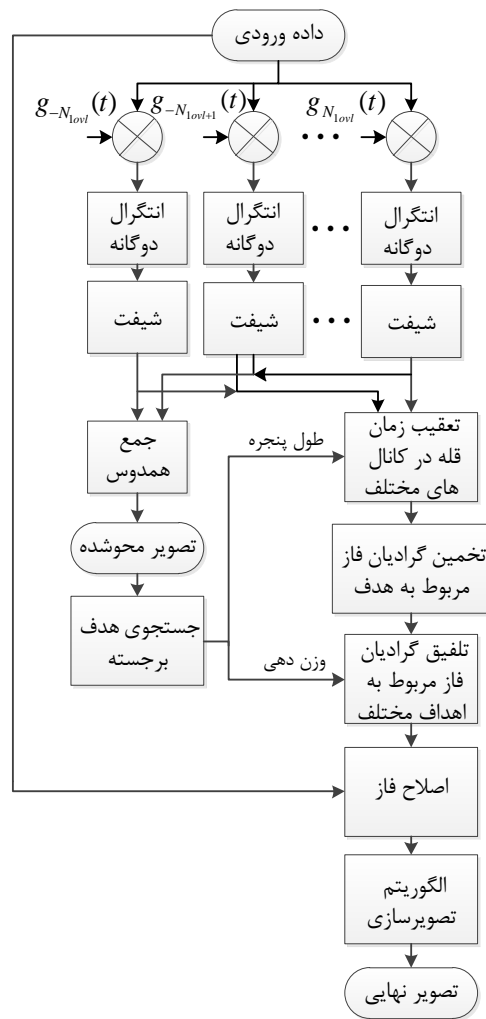 داده ورودی
g_{-N_{1ovl}}(t)
g_{-N_{1ovl}+1}(t)
...
g_{N_{1ovl}}(t)
انتگرال
دوگانه
انتگرال
دوگانه
...
انتگرال
دوگانه
شیفت
شیفت
...
شیفت
جمع
همدوس
طول پنجره
تعقیب زمان
قله در کانال
های مختلف
تصویر محوشده
تخمین گرادیان فاز
مربوط به هدف
جستجوی هدف
برجسته
وزن دهی
تلفیق گرادیان
فاز مربوط به
اهداف مختلف
اصلاح فاز
الگوریتم
تصویرسازی
تصویر نهایی